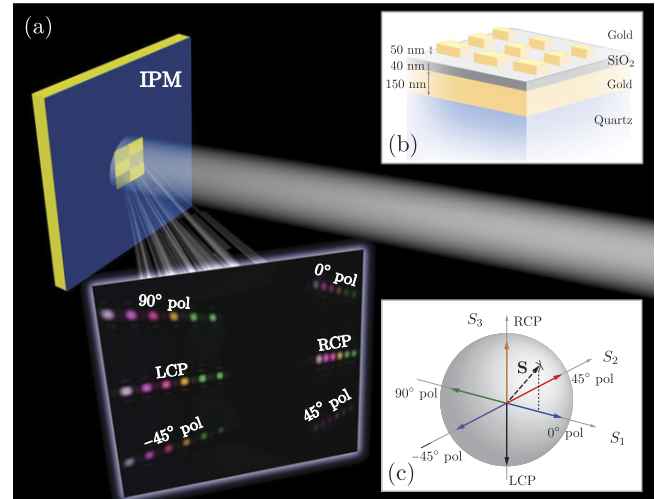 (a)
IPM
90° pol
0° pol
LCP
RCP
−45° pol
45° pol
Gold
50 nm
SiO₂
40 nm
150 nm
Gold
Quartz
(b)
S₃
RCP
S
S₂
45° pol
90° pol
0° pol
S₁
−45° pol
LCP
(c)